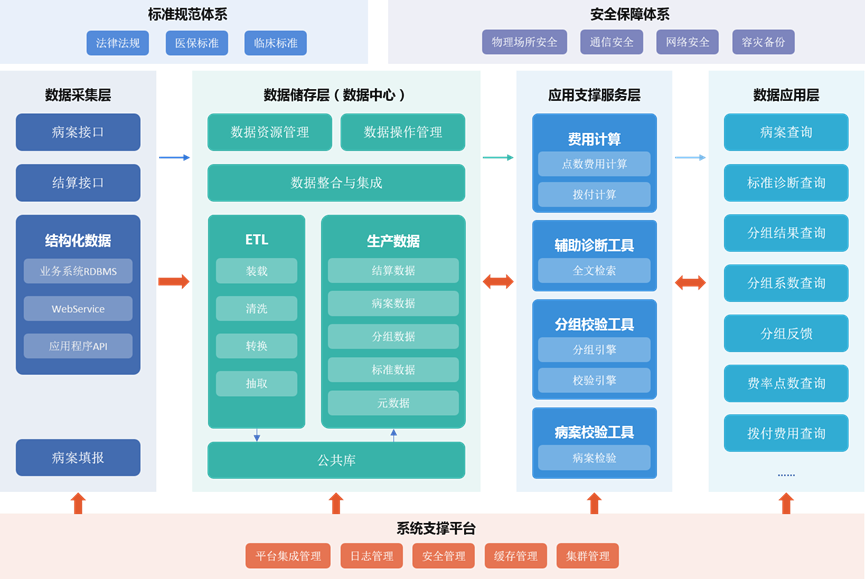 标准规范体系
法律法规
医保标准
临床标准
安全保障体系
物理场所安全
通信安全
网络安全
容灾备份
数据采集层
病案接口
结算接口
结构化数据
业务系统RDBMS
WebService
应用程序API
病案填报
数据储存层（数据中心）
数据资源管理
数据操作管理
数据整合与集成
ETL
装载
清洗
转换
抽取
生产数据
结算数据
病案数据
分组数据
标准数据
元数据
公共库
应用支撑服务层
费用计算
点数费用计算
拨付计算
辅助诊断工具
全文检索
分组校验工具
分组引擎
校验引擎
病案校验工具
病案检验
数据应用层
病案查询
标准诊断查询
分组结果查询
分组系数查询
分组反馈
费率点数查询
拨付费用查询
......
系统支撑平台
平台集成管理
日志管理
安全管理
缓存管理
集群管理